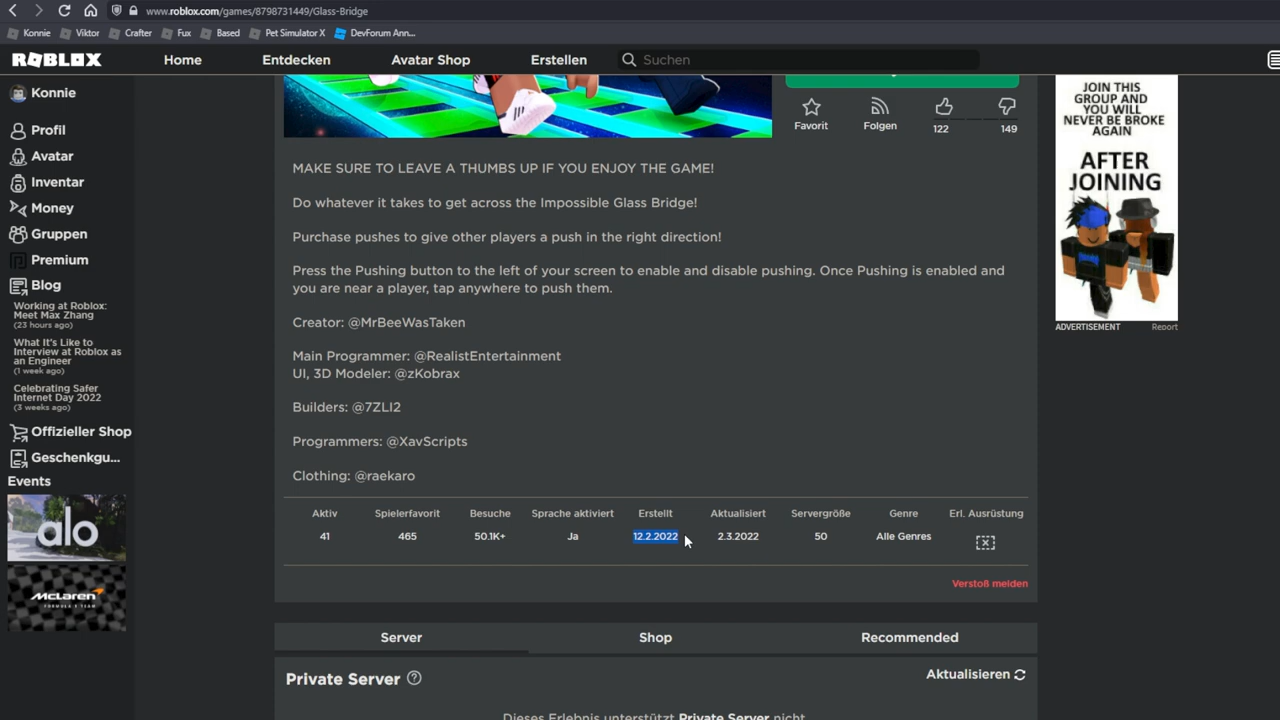 www.roblox.com/games/8798731449/Glass-Bridge
Konnie
Viktor
Crafter
Fux
Based
Pet Simulator X
DevForum Ann...
ROBLOX
Home
Entdecken
Avatar Shop
Erstellen
Suchen
Konnie
Profil
Avatar
Inventar
Money
Gruppen
Premium
Blog
Working at Roblox:
Meet Max Zhang
(23 hours ago)
What It's Like to
Interview at Roblox as
an Engineer
(1 week ago)
Celebrating Safer
Internet Day 2022
(3 weeks ago)
Offizieller Shop
Geschenkgu...
Events
alo
McLaren
FORMULA 1 TEAM
Favorit
Folgen
122
149
MAKE SURE TO LEAVE A THUMBS UP IF YOU ENJOY THE GAME!
Do whatever it takes to get across the Impossible Glass Bridge!
Purchase pushes to give other players a push in the right direction!
Press the Pushing button to the left of your screen to enable and disable pushing. Once Pushing is enabled and
you are near a player, tap anywhere to push them.
Creator: @MrBeeWasTaken
Main Programmer: @RealistEntertainment
UI, 3D Modeler: @zKobrax
Builders: @7ZLI2
Programmers: @XavScripts
Clothing: @raekaro
Aktiv
Spielerfavorit
Besuche
Sprache aktiviert
Erstellt
Aktualisiert
Servergröße
Genre
Erl. Ausrüstung
41
465
50.1K+
Ja
12.2.2022
2.3.2022
50
Alle Genres
Verstoß melden
Server
Shop
Recommended
Private Server
Aktualisieren
Dieses Erlebnis unterstützt Private Server nicht
JOIN THIS
GROUP AND
YOU WILL
NEVER BE BROKE
AGAIN
AFTER
JOINING
ADVERTISEMENT
Report